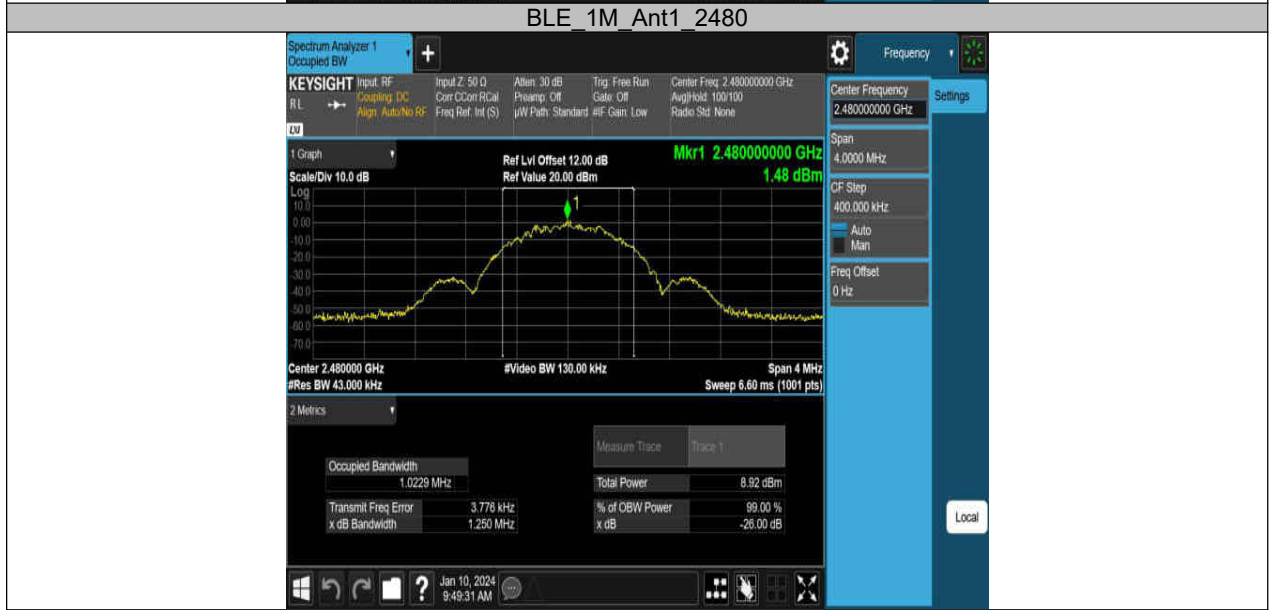 BLE_1M_Ant1_2480
Spectrum Analyzer 1
Occupied BW
+
Frequency
KEYSIGHT
RL
LXI
Input: RF
Coupling: DC
Align: Auto/No RF
Input Z: 50 Ω
Corr CCorr RCal
Freq Ref: Int (S)
Atten: 30 dB
Preamp: Off
µW Path: Standard
Trig: Free Run
Gate: Off
#IF Gain: Low
Center Freq: 2.480000000 GHz
Avg|Hold: 100/100
Radio Std: None
Center Frequency
2.480000000 GHz
Settings
Span
4.0000 MHz
CF Step
400.000 kHz
Auto
Man
Freq Offset
0 Hz
1 Graph
Scale/Div 10.0 dB
Ref Lvl Offset 12.00 dB
Ref Value 20.00 dBm
Mkr1 2.480000000 GHz
1.48 dBm
Log
10.0
0.00
-10.0
-20.0
-30.0
-40.0
-50.0
-60.0
-70.0
1
Center 2.480000 GHz
#Res BW 43.000 kHz
#Video BW 130.00 kHz
Span 4 MHz
Sweep 6.60 ms (1001 pts)
2 Metrics
Measure Trace Trace 1
Occupied Bandwidth
1.0229 MHz
Total Power 8.92 dBm
Transmit Freq Error 3.776 kHz
% of OBW Power 99.00 %
x dB Bandwidth 1.250 MHz
x dB -26.00 dB
Local
?
Jan 10, 2024
9:49:31 AM